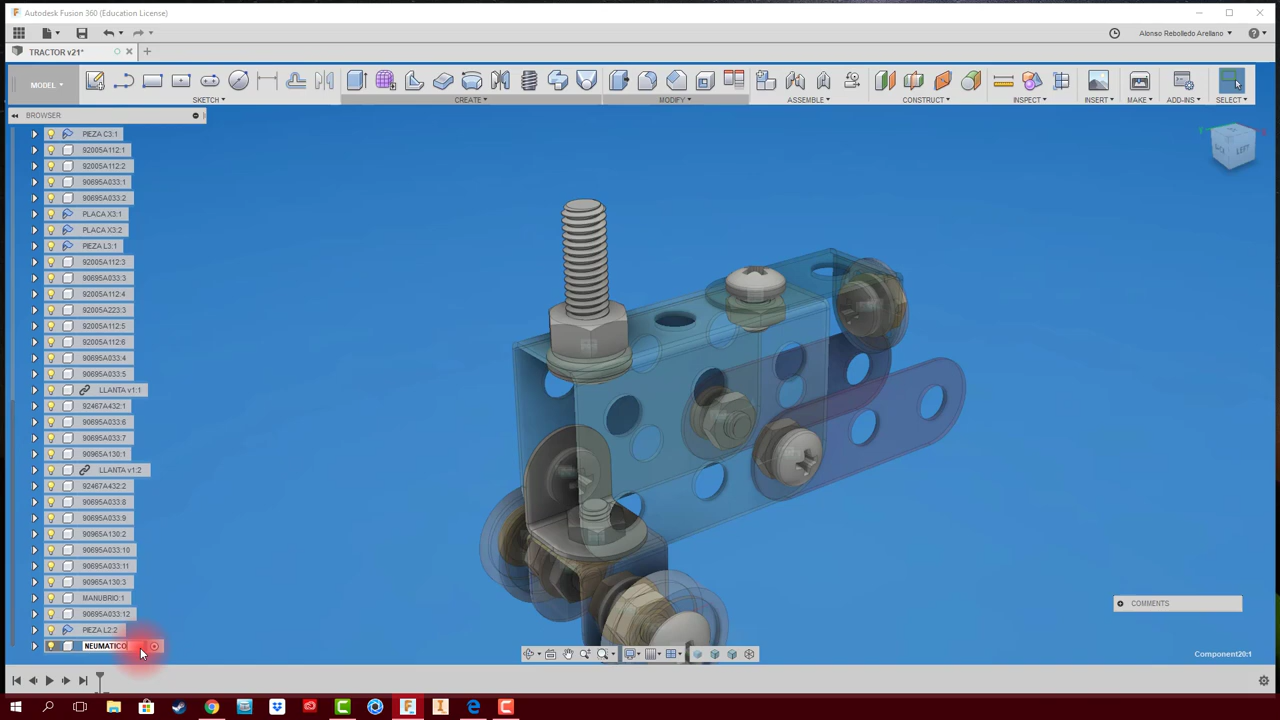 Autodesk Fusion 360 (Education License)
Alonso Rebolledo Arellano
TRACTOR v21*
MODEL
SKETCH
CREATE
MODIFY
ASSEMBLE
CONSTRUCT
INSPECT
INSERT
MAKE
ADD-INS
SELECT
BROWSER
PIEZA C3:1
92005A112:1
92005A112:2
90695A033:1
90695A033:2
PLACA X3:1
PLACA X3:2
PIEZA L3:1
92005A112:3
90695A033:3
92005A112:4
92005A223:3
92005A112:5
92005A112:6
90695A033:4
90695A033:5
LLANTA v1:1
92467A432:1
90695A033:6
90695A033:7
90965A130:1
LLANTA v1:2
92467A432:2
90695A033:8
90695A033:9
90965A130:2
90695A033:10
90695A033:11
90965A130:3
MANUBRIO:1
90695A033:12
PIEZA L2:2
NEUMATICO
LEFT
COMMENTS
Component20:1